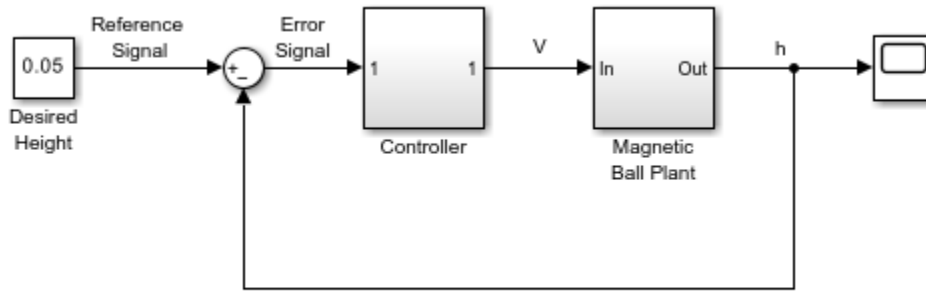 Reference
Signal
Error
Signal
V
h
0.05
+
−
1
1
In
Out
Desired
Height
Controller
Magnetic
Ball Plant